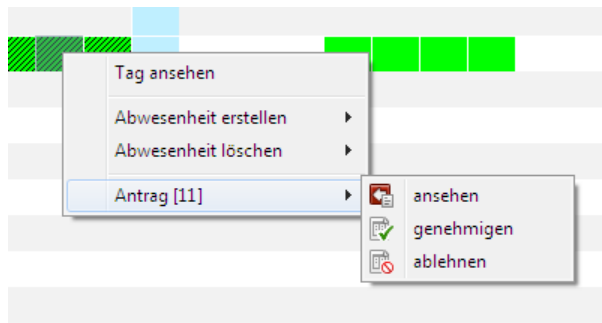 Tag ansehen
Abwesenheit erstellen
Abwesenheit löschen
Antrag [11]
ansehen
genehmigen
ablehnen